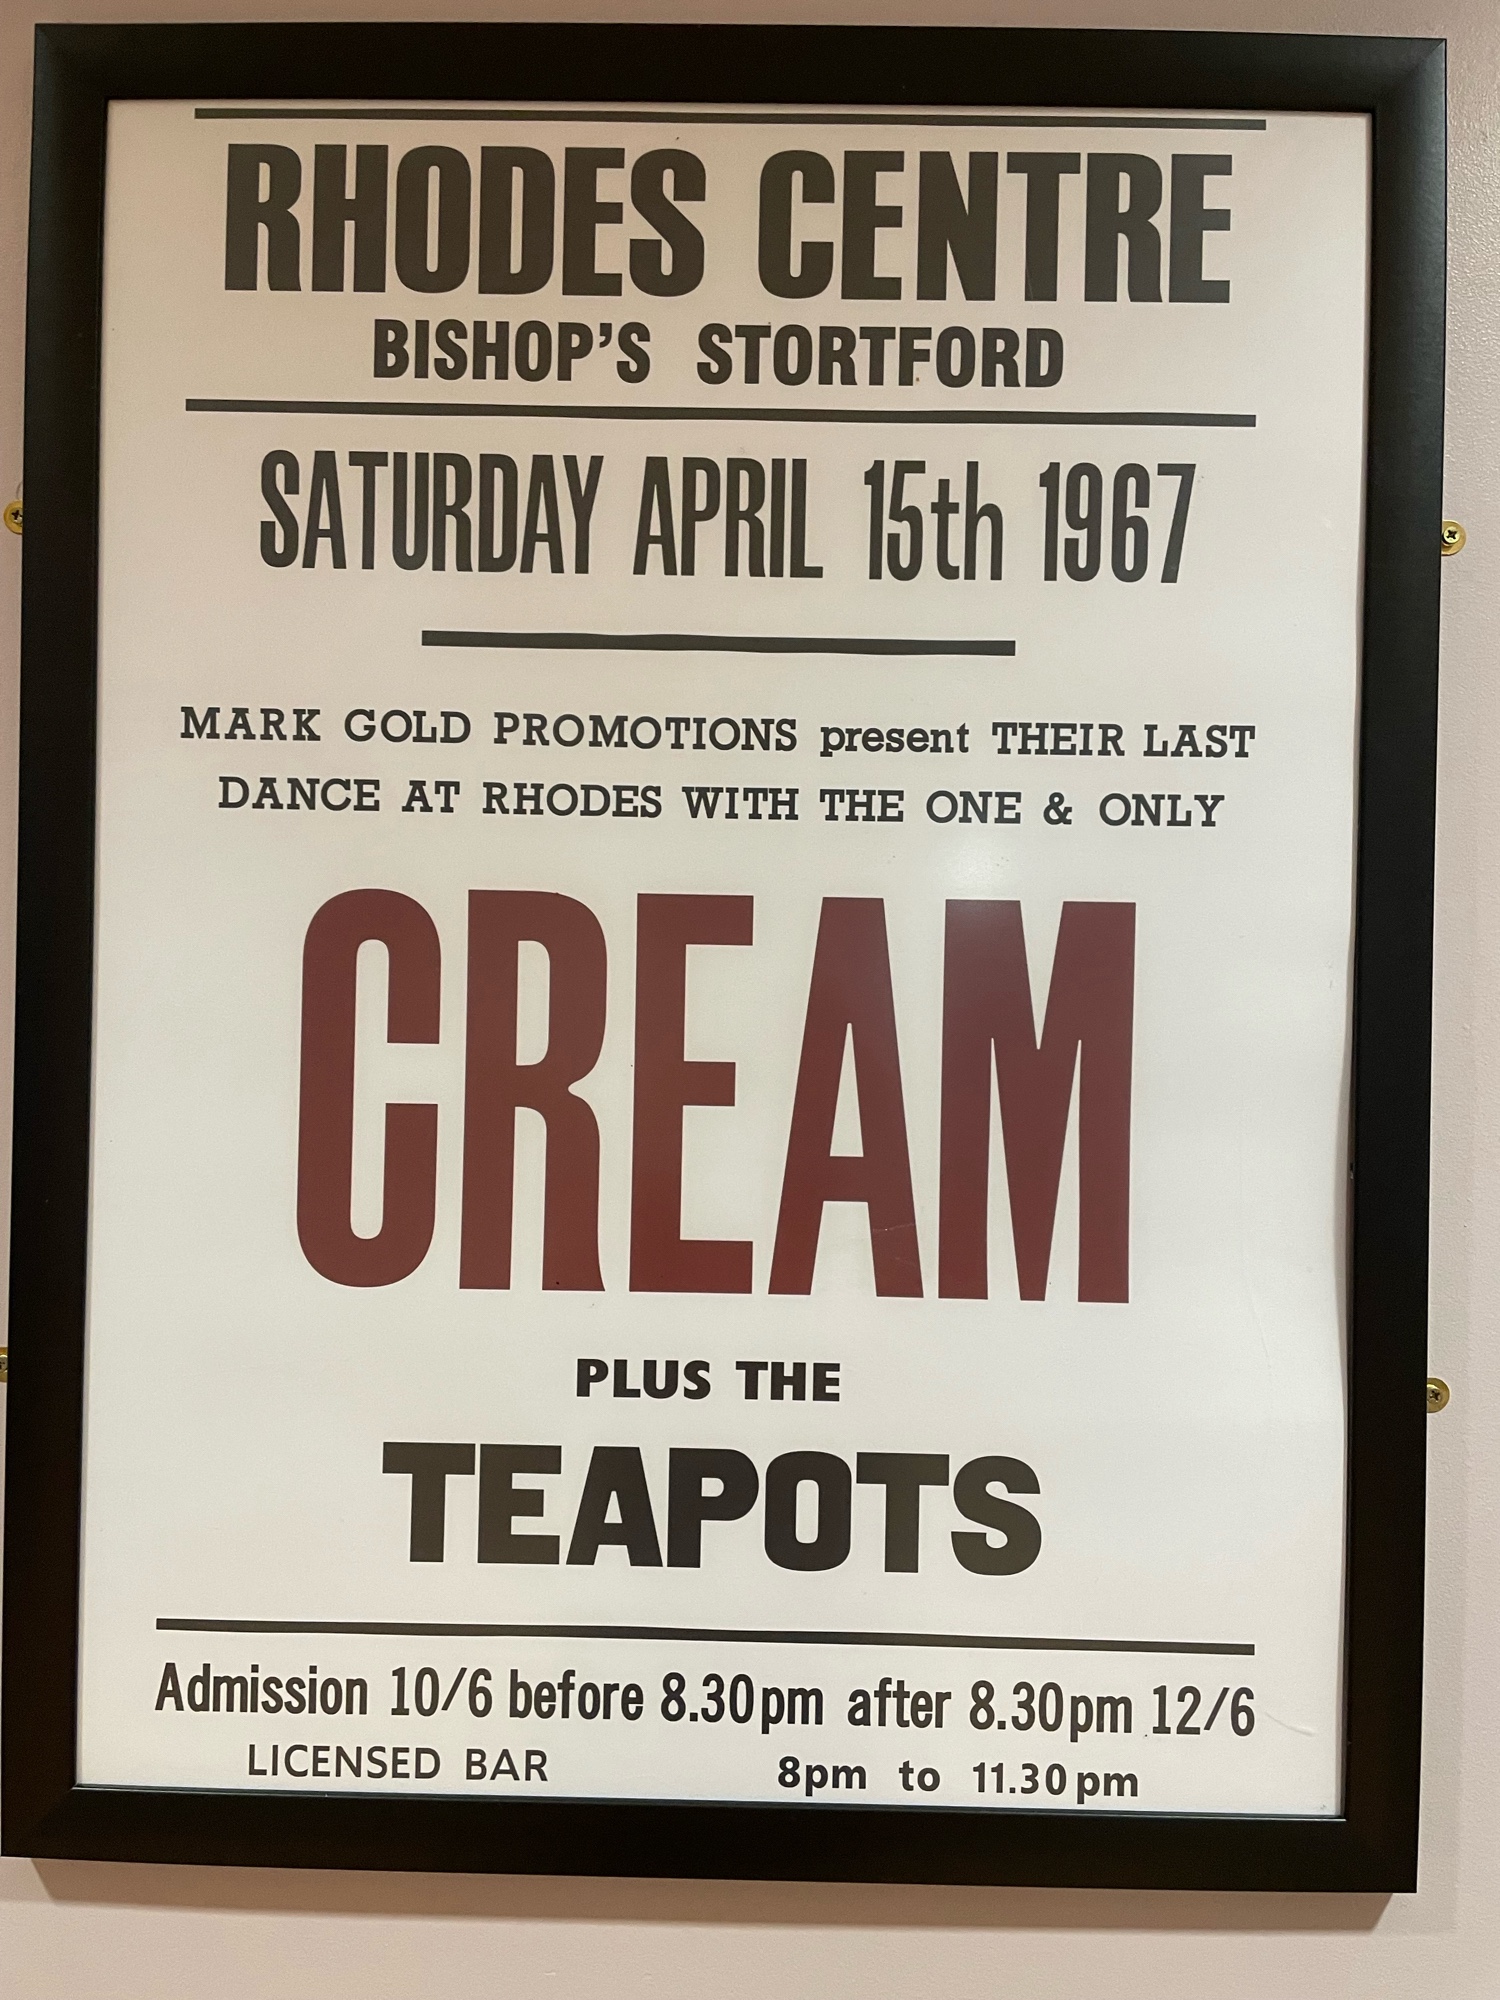 RHODES CENTRE
BISHOP'S STORTFORD
SATURDAY APRIL 15th 1967
MARK GOLD PROMOTIONS present THEIR LAST
DANCE AT RHODES WITH THE ONE & ONLY
CREAM
PLUS THE
TEAPOTS
Admission 10/6 before 8.30pm after 8.30pm 12/6
LICENSED BAR 8pm to 11.30pm